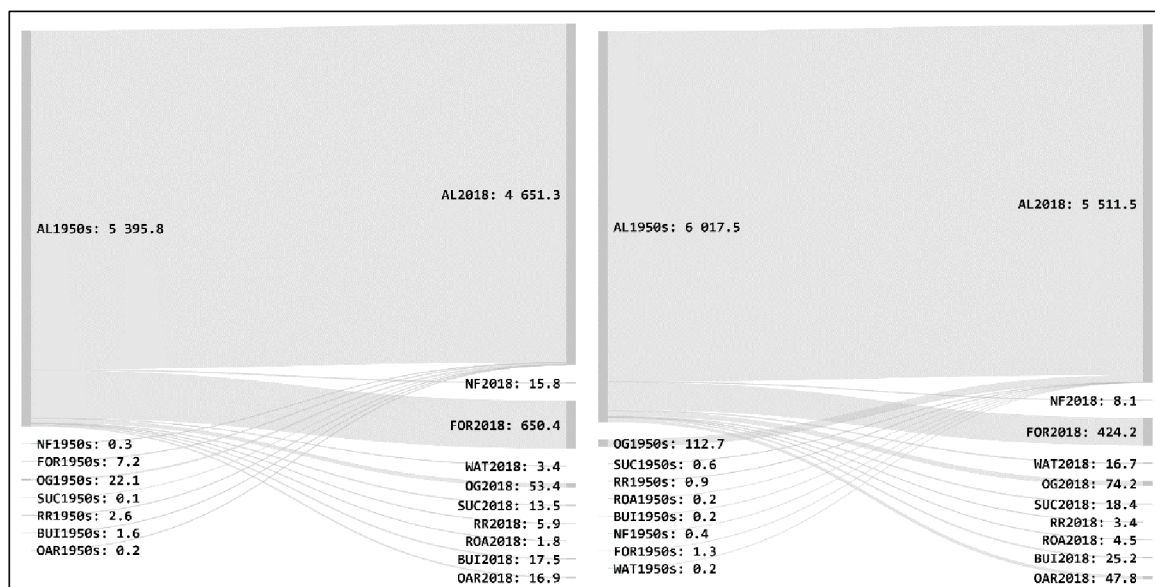 AL1950s: 5 395.8
NF1950s: 0.3
FOR1950s: 7.2
OG1950s: 22.1
SUC1950s: 0.1
RR1950s: 2.6
BUI1950s: 1.6
OAR1950s: 0.2
AL2018: 4 651.3
NF2018: 15.8
FOR2018: 650.4
WAT2018: 3.4
OG2018: 53.4
SUC2018: 13.5
RR2018: 5.9
ROA2018: 1.8
BUI2018: 17.5
OAR2018: 16.9
AL1950s: 6 017.5
OG1950s: 112.7
SUC1950s: 0.6
RR1950s: 0.9
ROA1950s: 0.2
BUI1950s: 0.2
NF1950s: 0.4
FOR1950s: 1.3
WAT1950s: 0.2
AL2018: 5 511.5
NF2018: 8.1
FOR2018: 424.2
WAT2018: 16.7
OG2018: 74.2
SUC2018: 18.4
RR2018: 3.4
ROA2018: 4.5
BUI2018: 25.2
OAR2018: 47.8